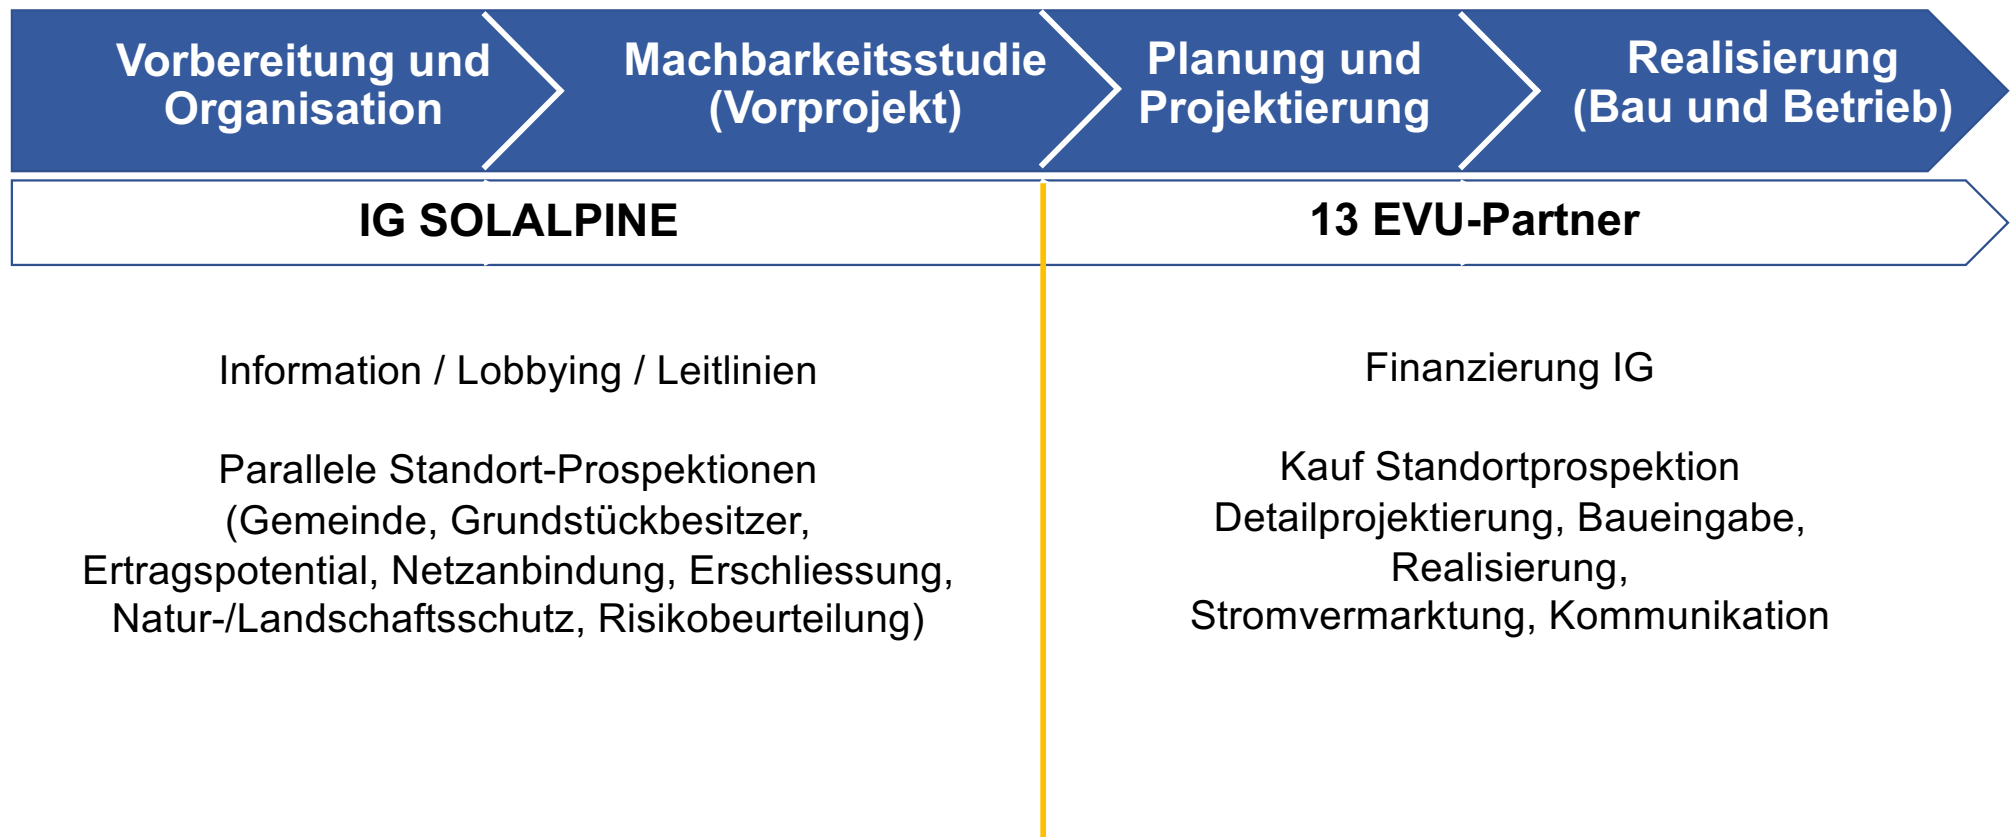 Vorbereitung und
Organisation
Machbarkeitsstudie
(Vorprojekt)
Planung und
Projektierung
Realisierung
(Bau und Betrieb)
IG SOLALPINE
13 EVU-Partner
Information / Lobbying / Leitlinien
Parallele Standort-Prospektionen
(Gemeinde, Grundstückbesitzer,
Ertragspotential, Netzanbindung, Erschliessung,
Natur-/Landschaftsschutz, Risikobeurteilung)
Finanzierung IG
Kauf Standortprospektion
Detailprojektierung, Baueingabe,
Realisierung,
Stromvermarktung, Kommunikation